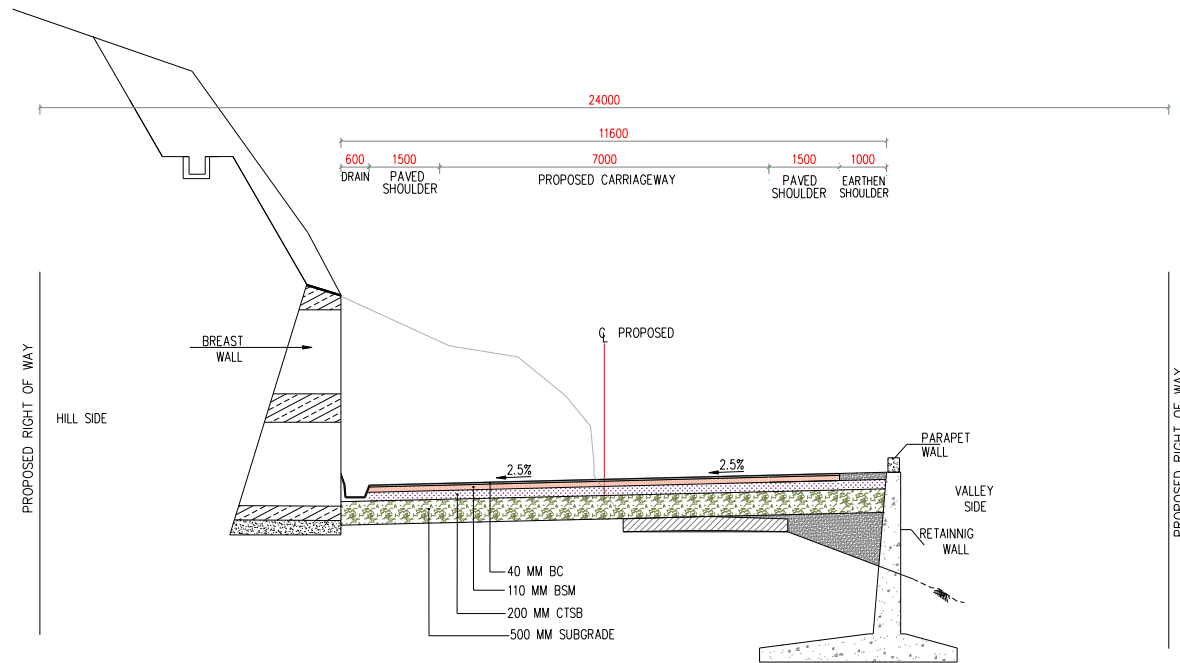 24000
11600
600
1500
7000
1500
1000
DRAIN
PAVED
SHOULDER
PROPOSED CARRIAGEWAY
PAVED
SHOULDER
EARTHEN
SHOULDER
℄ PROPOSED
BREAST
WALL
PROPOSED RIGHT OF WAY
HILL SIDE
2.5%
2.5%
PARAPET
WALL
VALLEY
SIDE
RETAINNIG
WALL
PROPOSED RIGHT OF WAY
40 MM BC
110 MM BSM
200 MM CTSB
500 MM SUBGRADE